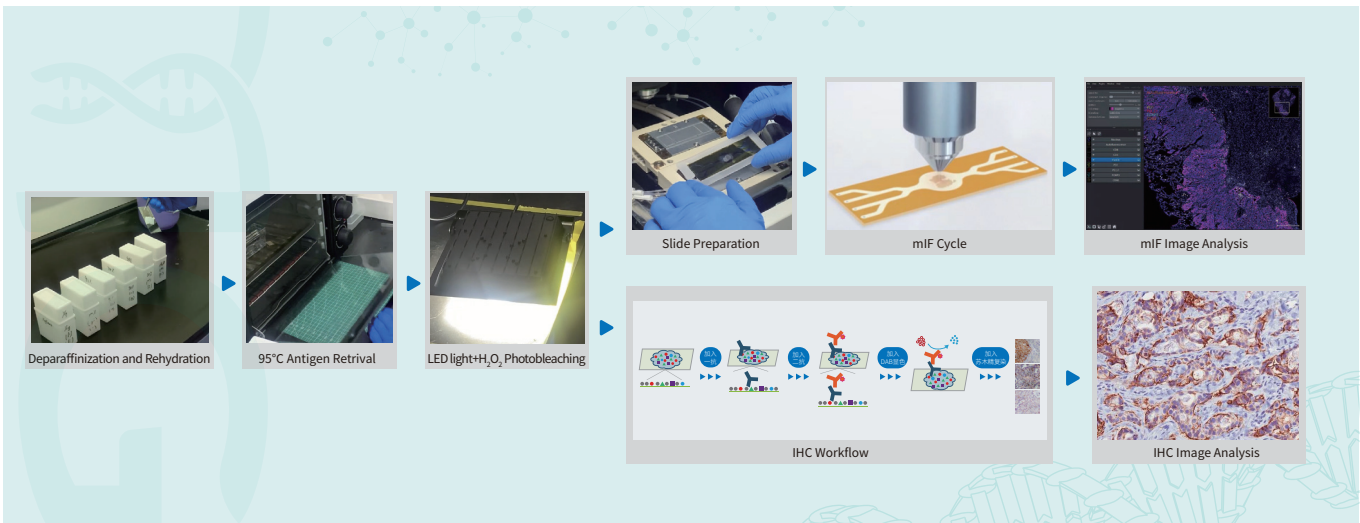 Deparaffinization and Rehydration
95°C Antigen Retrival
LED light+H₂O₂ Photobleaching
Slide Preparation
mIF Cycle
mIF Image Analysis
加入
一抗
加入
二抗
加入
DAB显色
加入
苏木精复染
IHC Workflow
IHC Image Analysis